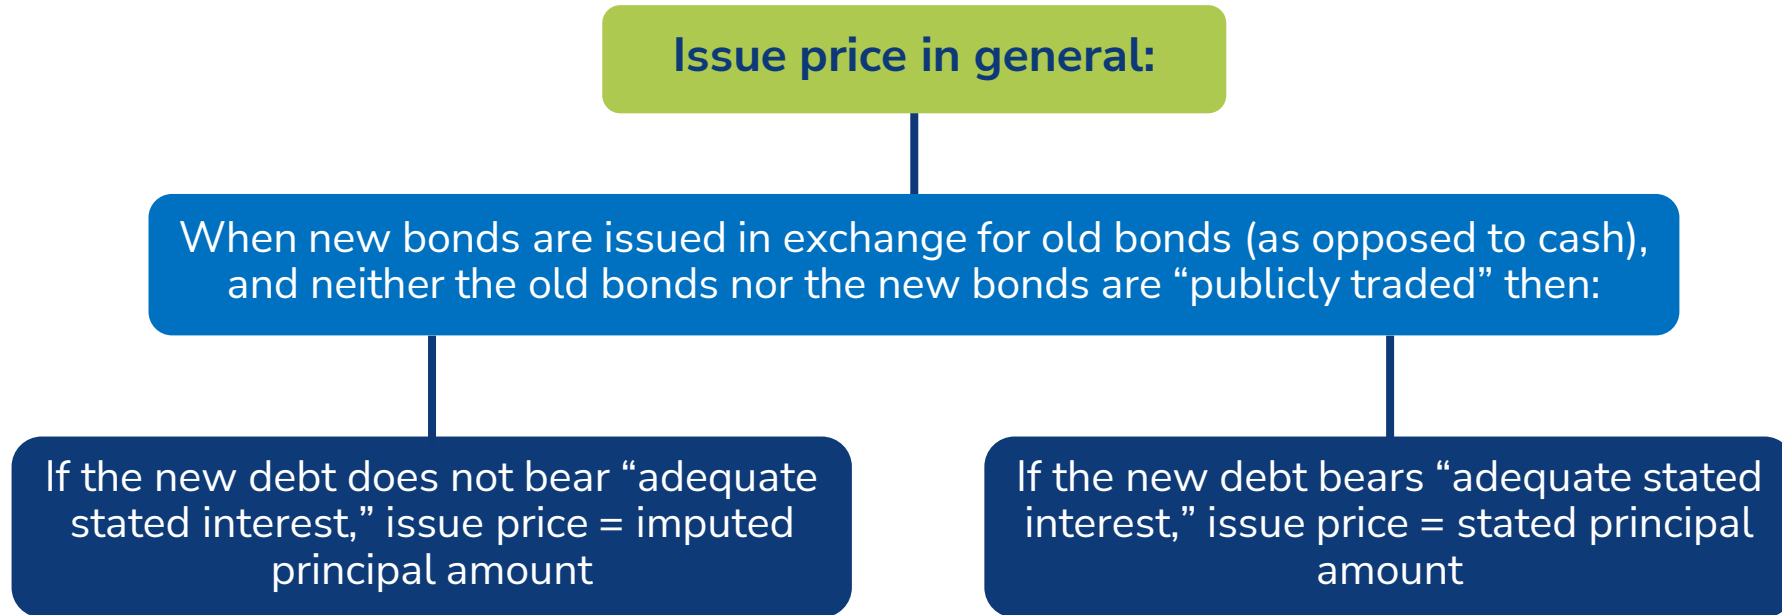 Issue price in general:
When new bonds are issued in exchange for old bonds (as opposed to cash),
and neither the old bonds nor the new bonds are “publicly traded” then:
If the new debt does not bear “adequate
stated interest,” issue price = imputed
principal amount
If the new debt bears “adequate stated
interest,” issue price = stated principal
amount